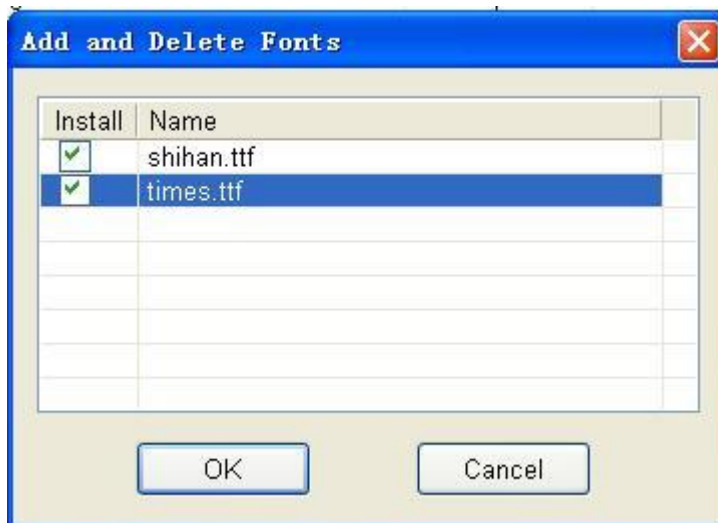 Add and Delete Fonts
Install Name
shihan.ttf
times.ttf
OK Cancel